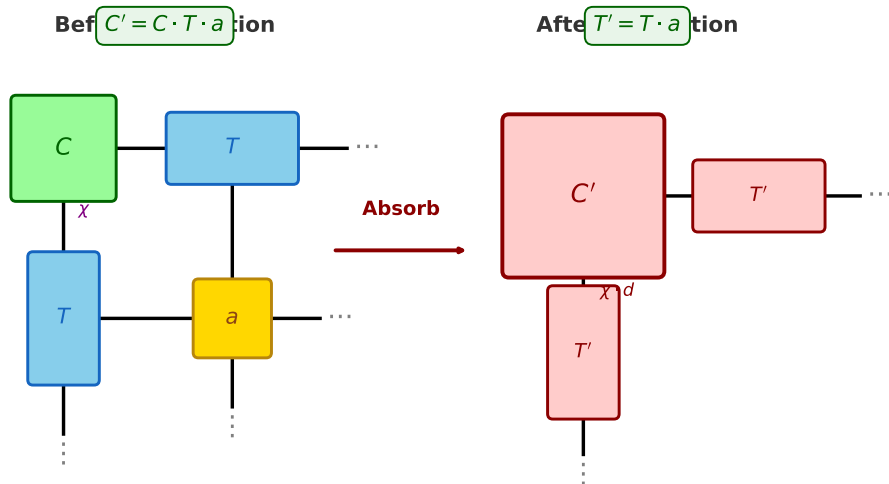 Bef
C′ = C · T · a
tion
Afte
T′ = T · a
tion
C
T
...
χ
T
a
...
⋮
⋮
Absorb
C′
T′
...
χ · d
T′
⋮